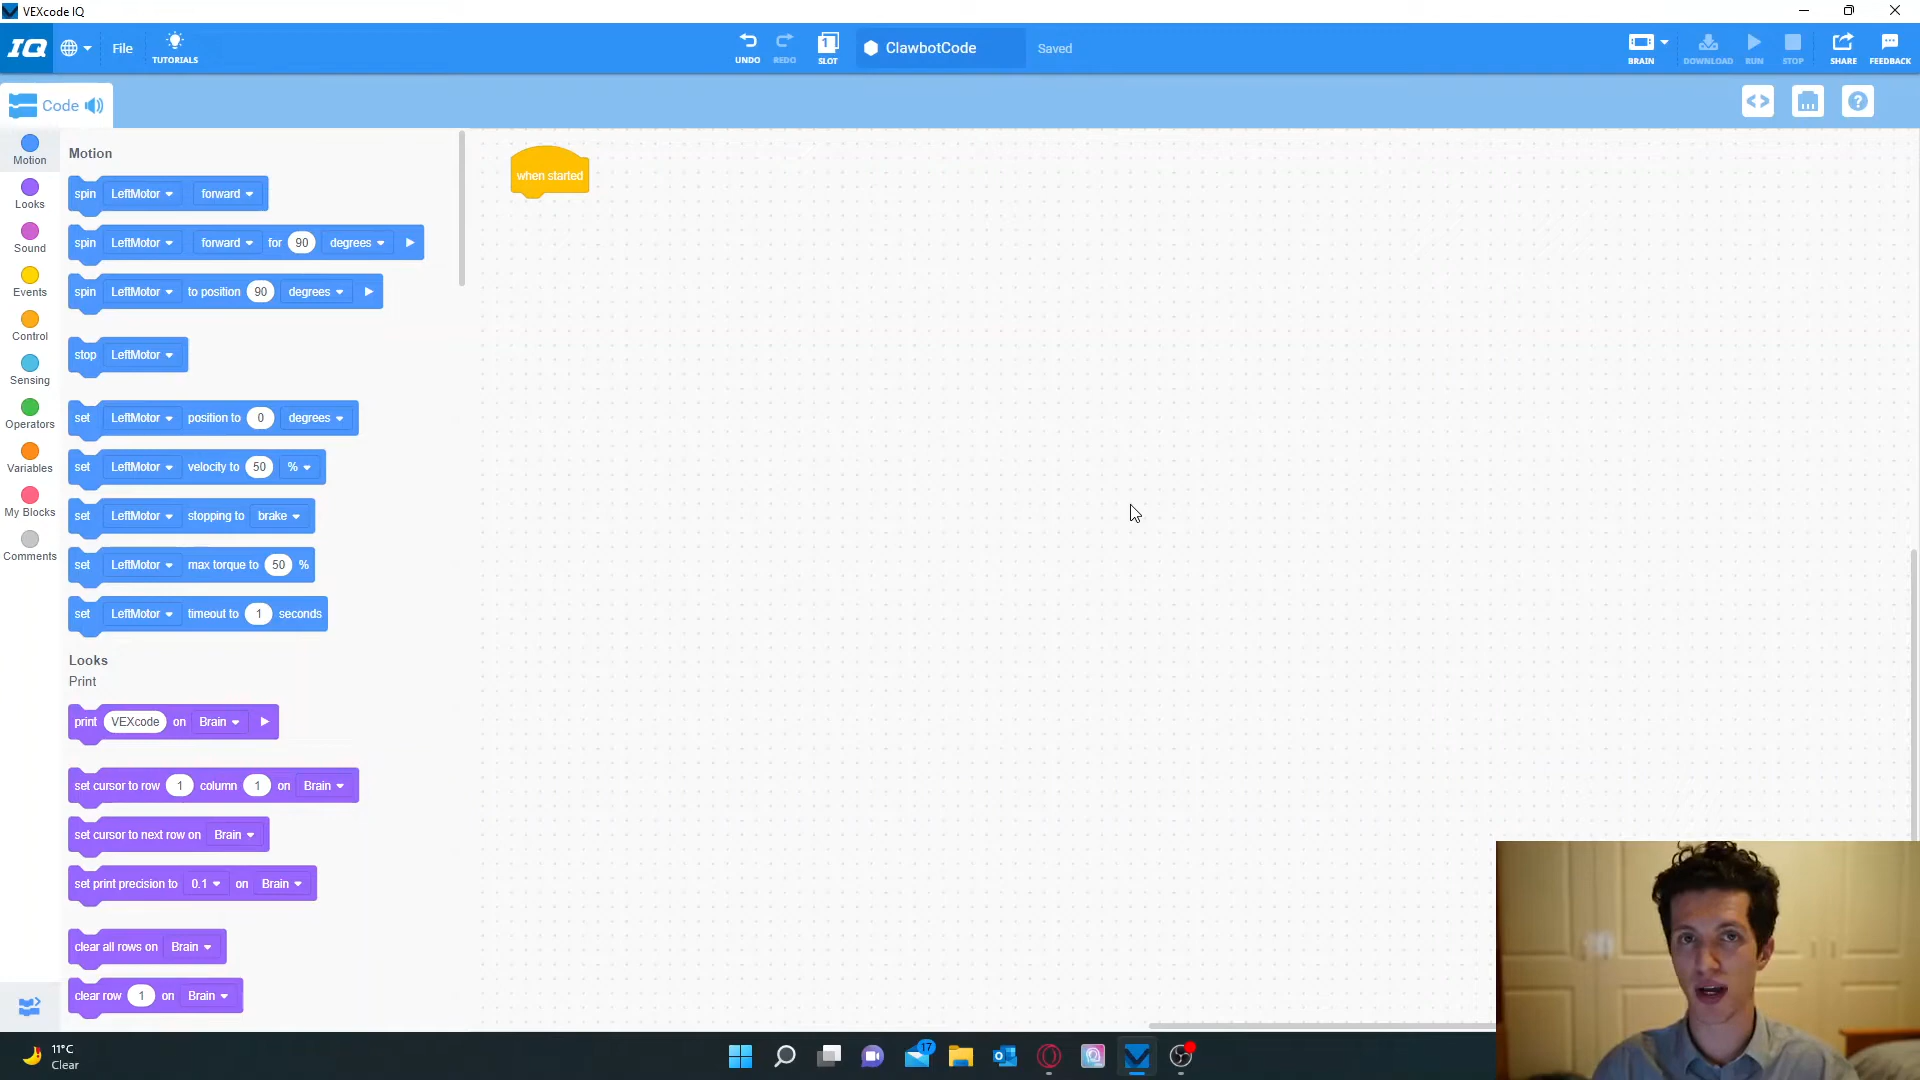 VEXcode IQ
IQ File TUTORIALS UNDO REDO 1 SLOT ClawbotCode Saved BRAIN DOWNLOAD RUN STOP SHARE FEEDBACK
Code <> ?
Motion
Looks
Sound
Events
Control
Sensing
Operators
Variables
My Blocks
Comments
Motion
spin LeftMotor forward
spin LeftMotor forward for 90 degrees
spin LeftMotor to position 90 degrees
stop LeftMotor
set LeftMotor position to 0 degrees
set LeftMotor velocity to 50 %
set LeftMotor stopping to brake
set LeftMotor max torque to 50 %
set LeftMotor timeout to 1 seconds
Looks
Print
print VEXcode on Brain
set cursor to row 1 column 1 on Brain
set cursor to next row on Brain
set print precision to 0.1 on Brain
clear all rows on Brain
clear row 1 on Brain
when started
11°C
Clear
17